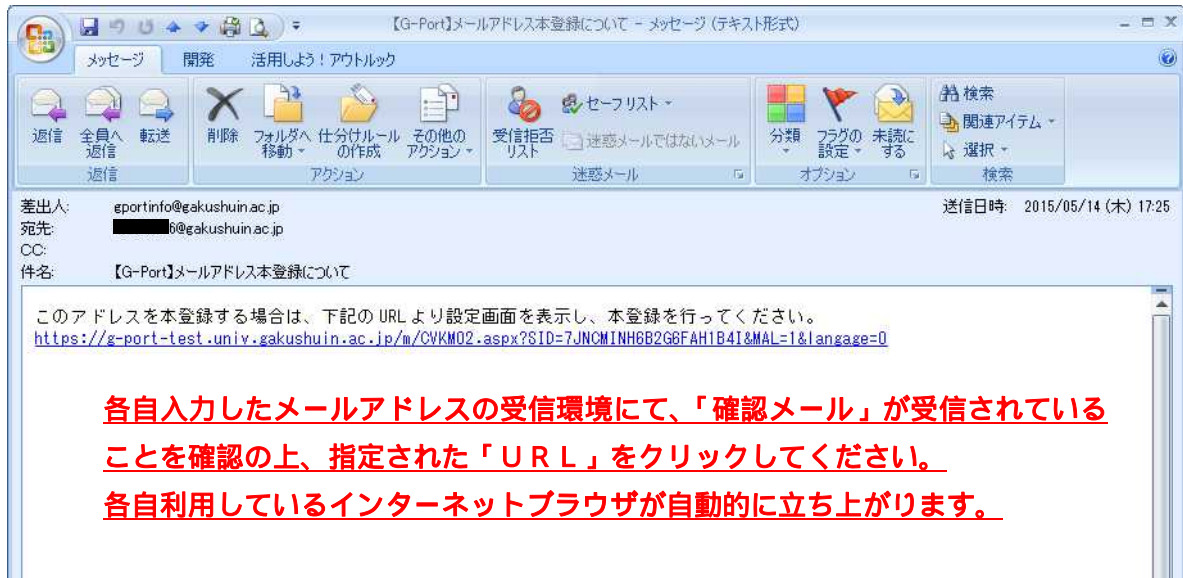 【G-Port】メールアドレス本登録について - メッセージ (テキスト形式)
メッセージ 開発 活用しよう!アウトルック
返信 全員へ返信 転送 削除 フォルダへ移動 仕分けルールの作成 その他のアクション 受信拒否リスト セーフリスト 迷惑メールではないメール 分類 フラグの設定 未読にする 検索 関連アイテム 選択
返信 アクション 迷惑メール オプション 検索
差出人: gportinfo@gakushuin.ac.jp 送信日時: 2015/05/14 (木) 17:25
宛先: 6@gakushuin.ac.jp
CC:
件名: 【G-Port】メールアドレス本登録について
このアドレスを本登録する場合は、下記の URL より設定画面を表示し、本登録を行ってください。
https://g-port-test.univ.gakushuin.ac.jp/m/CVKM02.aspx?SID=7JNCMINH6B2G6FAH1B4I&MAL=1&langage=0
各自入力したメールアドレスの受信環境にて、「確認メール」が受信されている
ことを確認の上、指定された「URL」をクリックしてください。
各自利用しているインターネットブラウザが自動的に立ち上がります。